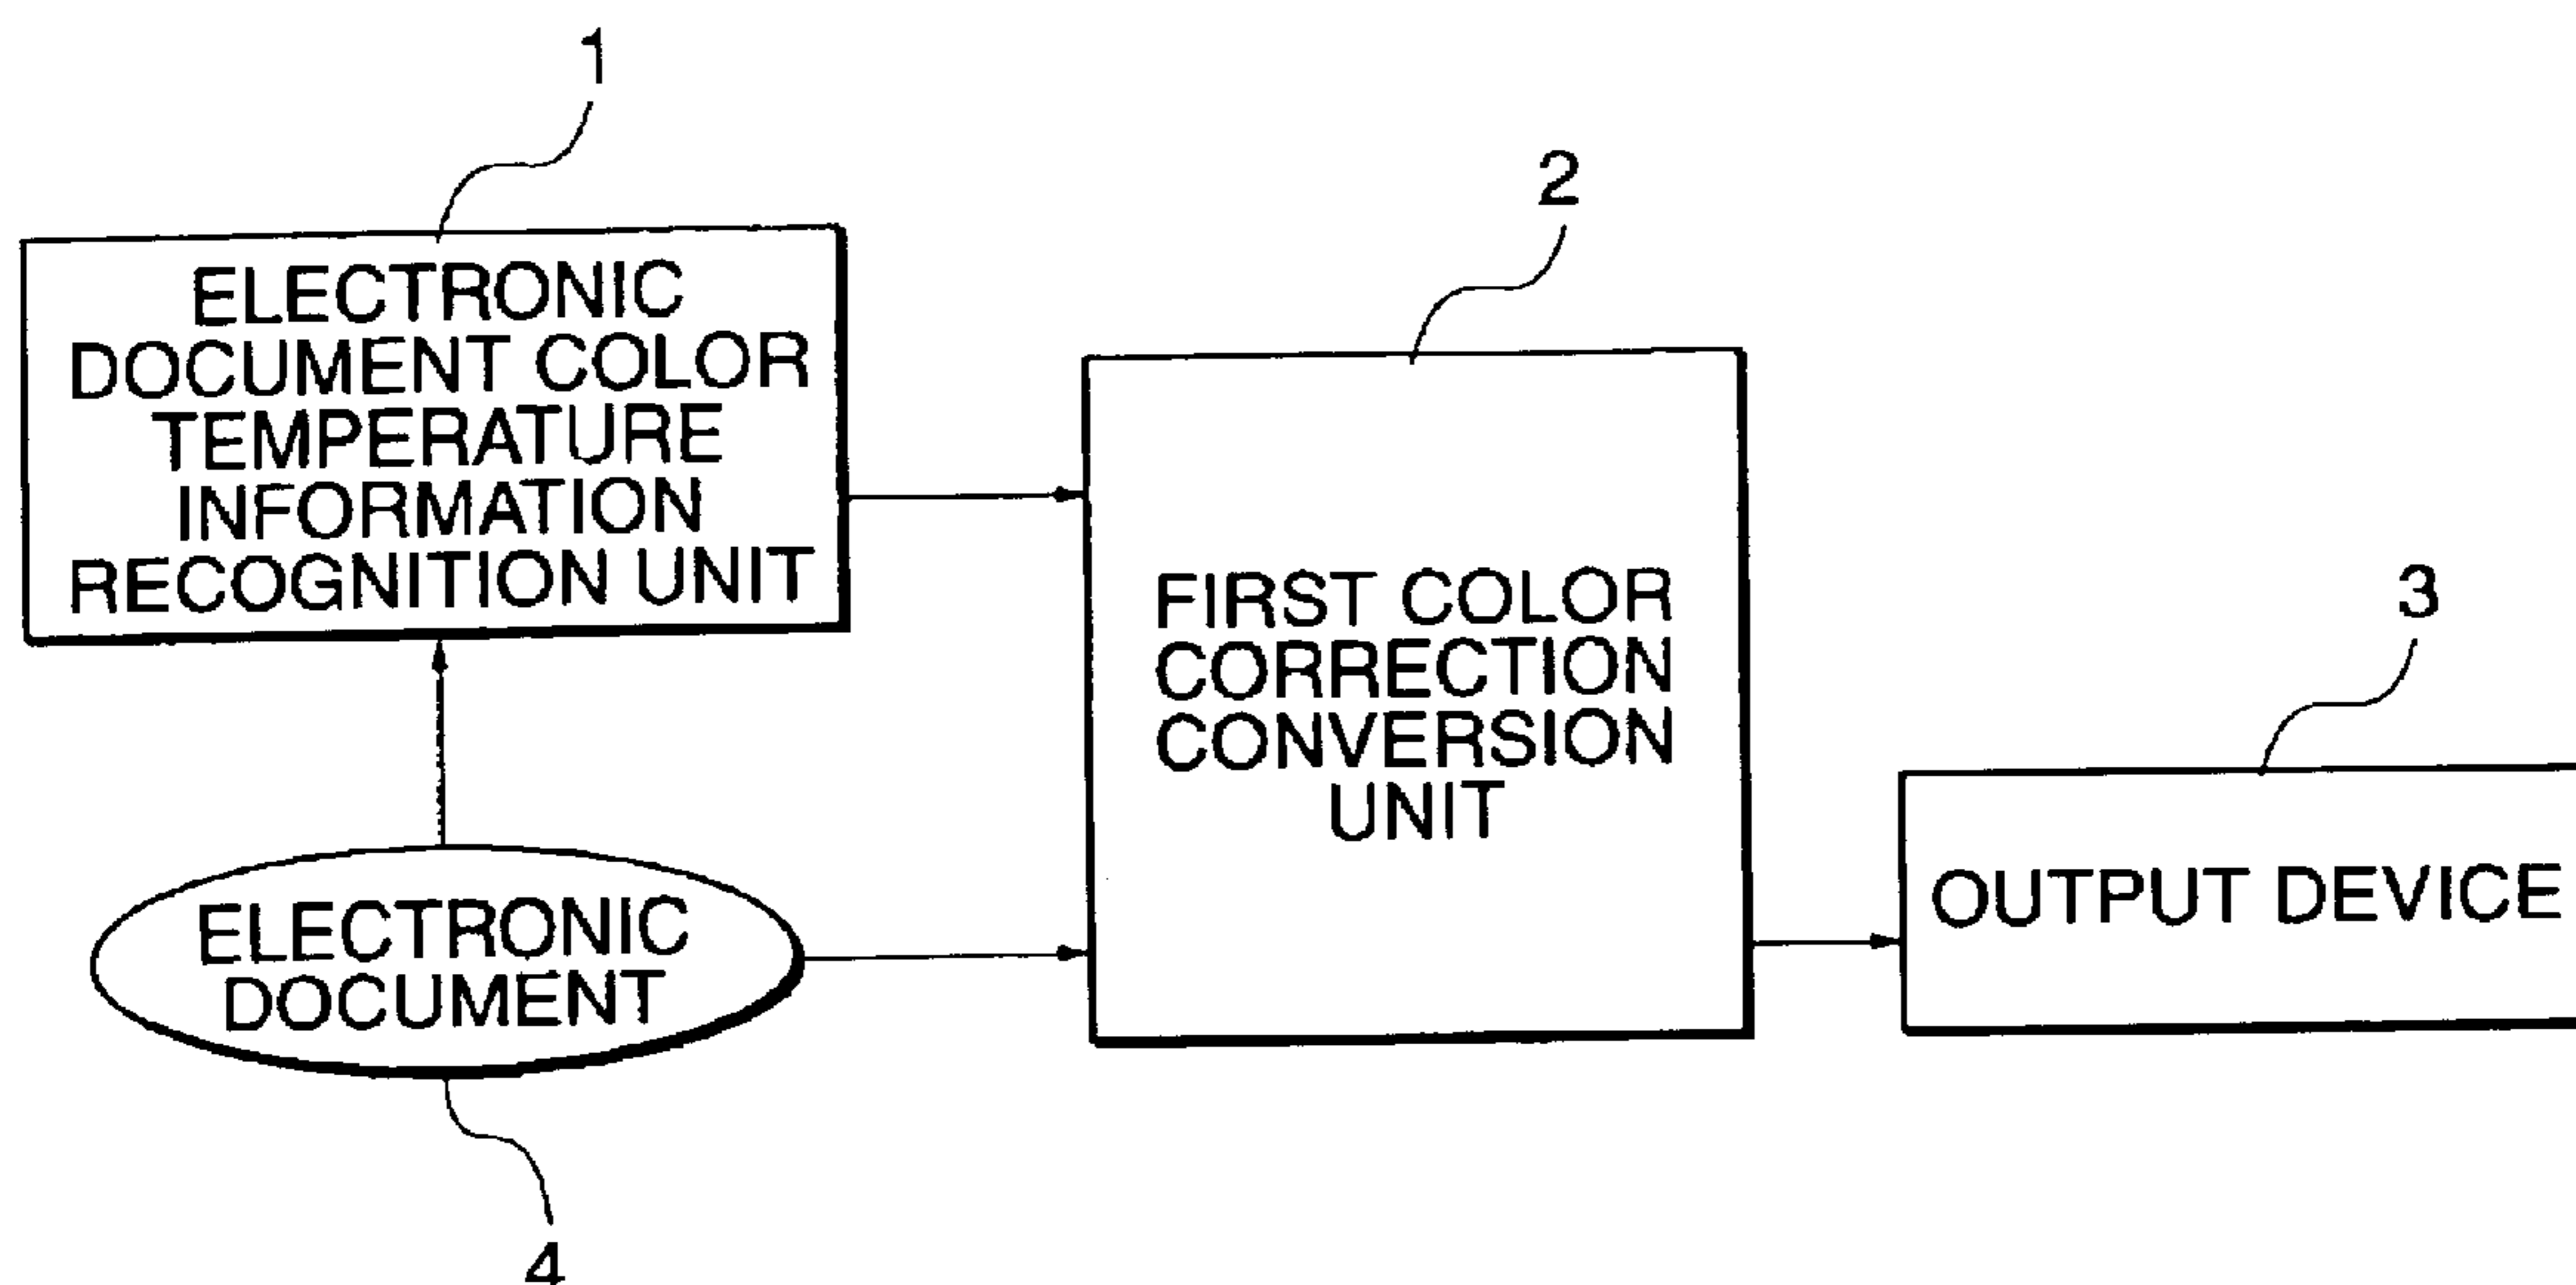 1
ELECTRONIC
DOCUMENT COLOR
TEMPERATURE
INFORMATION
RECOGNITION UNIT
2
FIRST COLOR
CORRECTION
CONVERSION
UNIT
3
OUTPUT DEVICE
ELECTRONIC
DOCUMENT
4